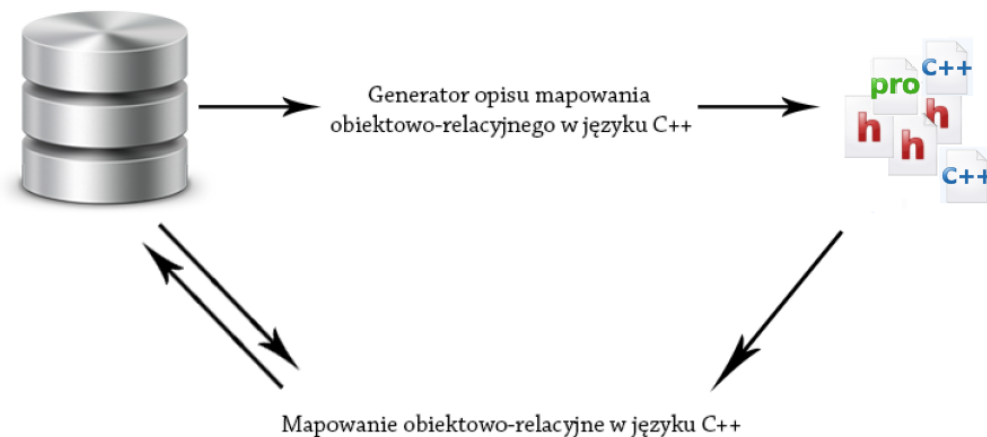 Generator opisu mapowania
obiektowo-relacyjnego w języku C++
C++
pro
h
h
h
C++
Mapowanie obiektowo-relacyjne w języku C++